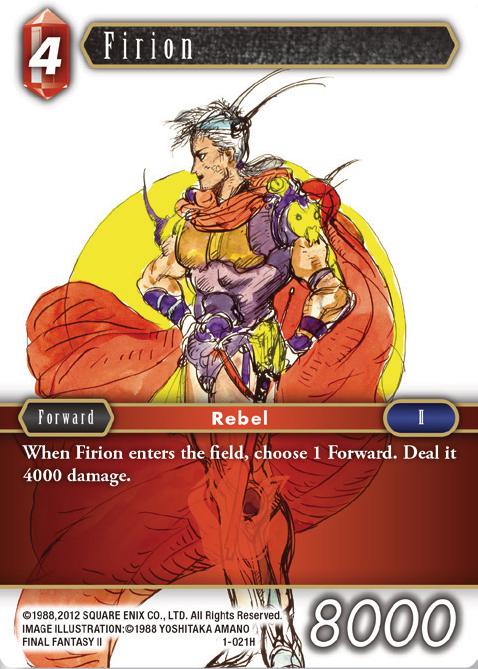 4
Firion
Forward
Rebel
II
When Firion enters the field, choose 1 Forward. Deal it
4000 damage.
©1988,2012 SQUARE ENIX CO., LTD. All Rights Reserved.
IMAGE ILLUSTRATION:©1988 YOSHITAKA AMANO
FINAL FANTASY II
1-021H
8000